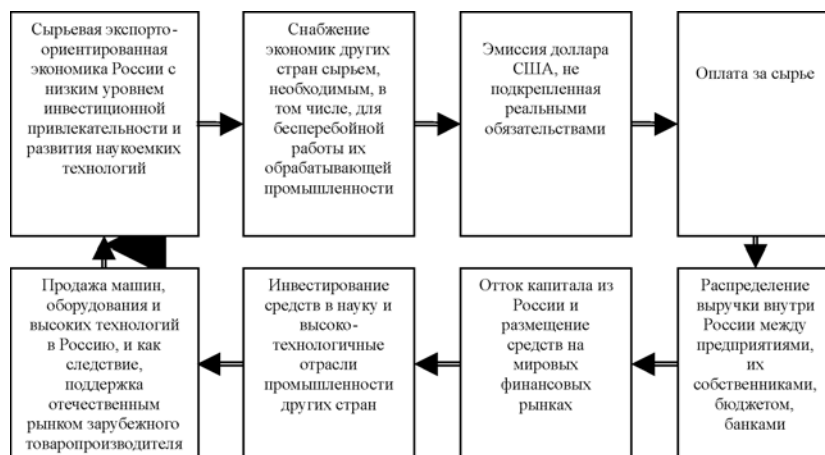 Сырьевая экспорто-
ориентированная
экономика России с
низким уровнем
инвестиционной
привлекательности и
развития наукоемких
технологий
Снабжение
экономик других
стран сырьем,
необходимым, в
том числе, для
бесперебойной
работы их
обрабатывающей
промышленности
Эмиссия доллара
США, не
подкрепленная
реальными
обязательствами
Оплата за сырье
Распределение
выручки внутри
России между
предприятиями,
их
собственниками,
бюджетом,
банками
Отток капитала из
России и
размещение
средств на
мировых
финансовых
рынках
Инвестирование
средств в науку и
высоко-
технологичные
отрасли
промышленности
других стран
Продажа машин,
оборудования и
высоких технологий
в Россию, и как
следствие,
поддержка
отечественным
рынком зарубежного
товаропроизводителя